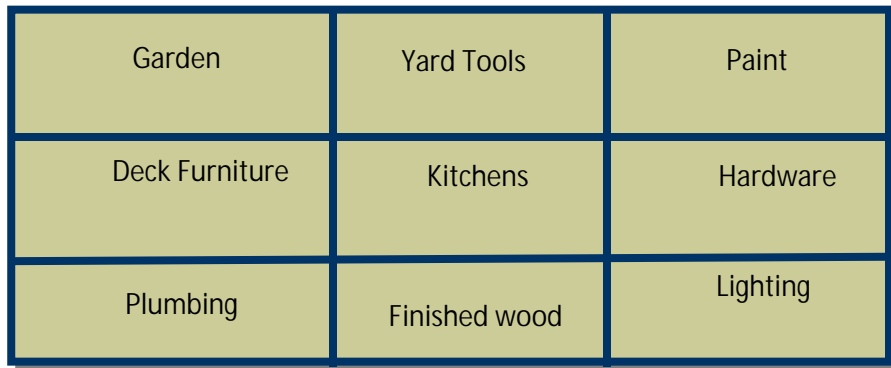 Garden
Yard Tools
Paint
Deck Furniture
Kitchens
Hardware
Plumbing
Finished wood
Lighting